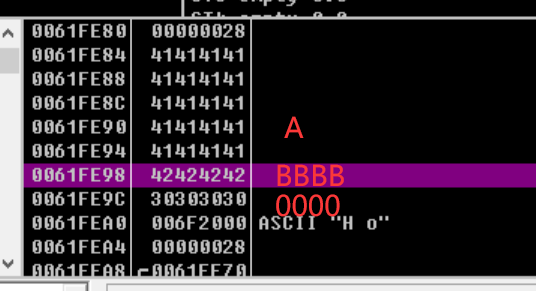 0061FE80 00000028
0061FE84 41414141
0061FE88 41414141
0061FE8C 41414141
0061FE90 41414141 A
0061FE94 41414141
0061FE98 42424242 BBBB
0061FE9C 30303030 0000
0061FEA0 006F2000 ASCII "H o"
0061FEA4 00000028
0061FEA8 0061FF70